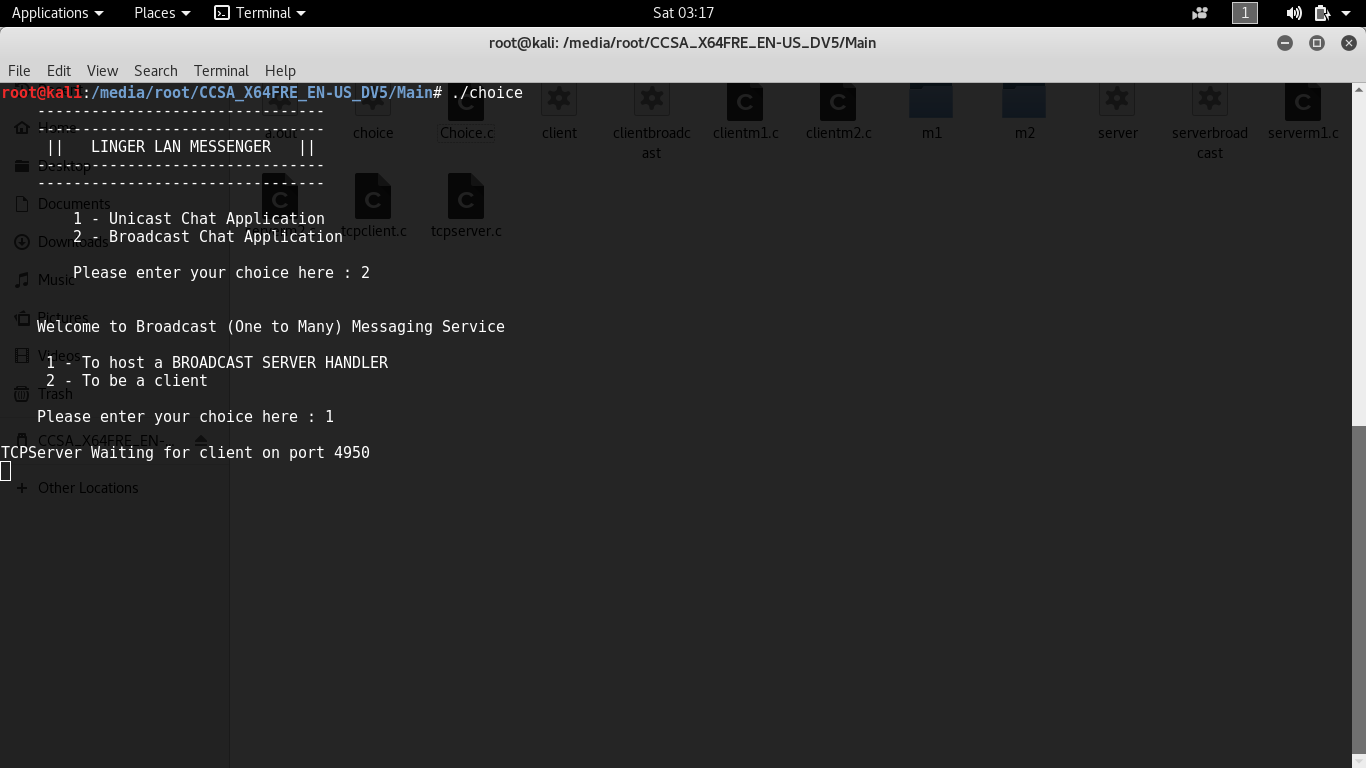 Applications Places Terminal Sat 03:17 1
root@kali: /media/root/CCSA_X64FRE_EN-US_DV5/Main
File Edit View Search Terminal Help
root@kali:/media/root/CCSA_X64FRE_EN-US_DV5/Main# ./choice
--------------------------------
--------------------------------
|| LINGER LAN MESSENGER ||
--------------------------------
--------------------------------
1 - Unicast Chat Application
2 - Broadcast Chat Application
Please enter your choice here : 2
Welcome to Broadcast (One to Many) Messaging Service
1 - To host a BROADCAST SERVER HANDLER
2 - To be a client
Please enter your choice here : 1
TCPServer Waiting for client on port 4950
Home
Desktop
Documents
Downloads
Music
Pictures
Videos
Trash
CCSA_X64FRE_EN-...
Other Locations
a.out choice Choice.c client clientbroadc clientm1.c clientm2.c m1 m2 server serverbroad serverm1.c
ast cast
tcpclient.c tcpserver.c